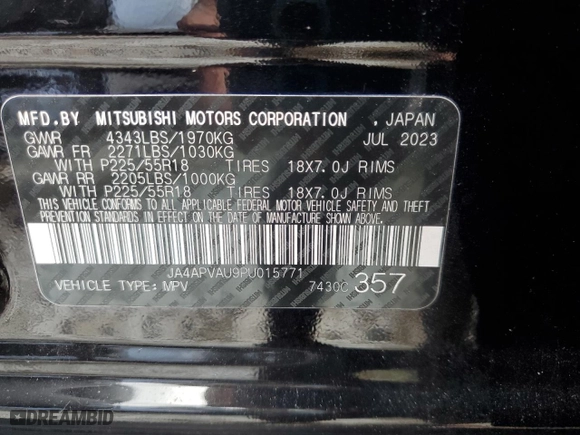 MFD.BY MITSUBISHI MOTORS CORPORATION , JAPAN
GVWR 4343LBS/1970KG JUL 2023
GAWR FR 2271LBS/1030KG
WITH P225/55R18 TIRES 18X7.0J RIMS
GAWR RR 2205LBS/1000KG
WITH P225/55R18 TIRES 18X7.0J RIMS
THIS VEHICLE CONFORMS TO ALL APPLICABLE FEDERAL MOTOR VEHICLE SAFETY AND THEFT
PREVENTION STANDARDS IN EFFECT ON THE DATE OF MANUFACTURE SHOWN ABOVE.
JA4APVAU9PU015771
VEHICLE TYPE: MPV 7430C 357
DREAMBID